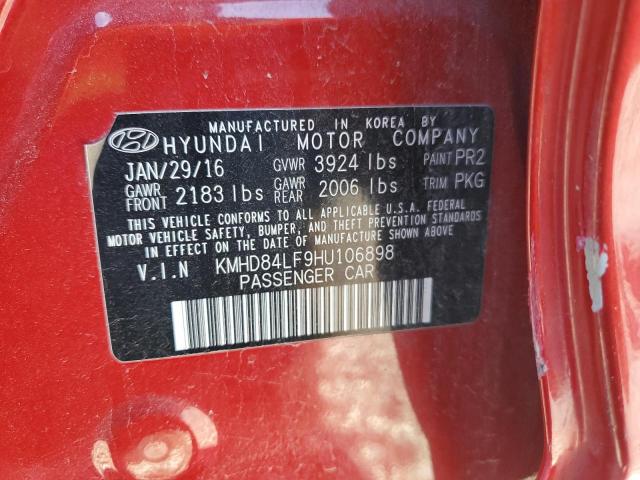 MANUFACTURED IN KOREA BY
HYUNDAI MOTOR COMPANY
JAN/29/16 GVWR 3924 lbs PAINT PR2
GAWR FRONT 2183 lbs GAWR REAR 2006 lbs TRIM PKG
THIS VEHICLE CONFORMS TO ALL APPLICABLE U.S.A. FEDERAL
MOTOR VEHICLE SAFETY, BUMPER, AND THEFT PREVENTION STANDARDS
IN EFFECT ON THE DATE OF MANUFACTURE SHOWN ABOVE.
V.I.N KMHD84LF9HU106898
PASSENGER CAR